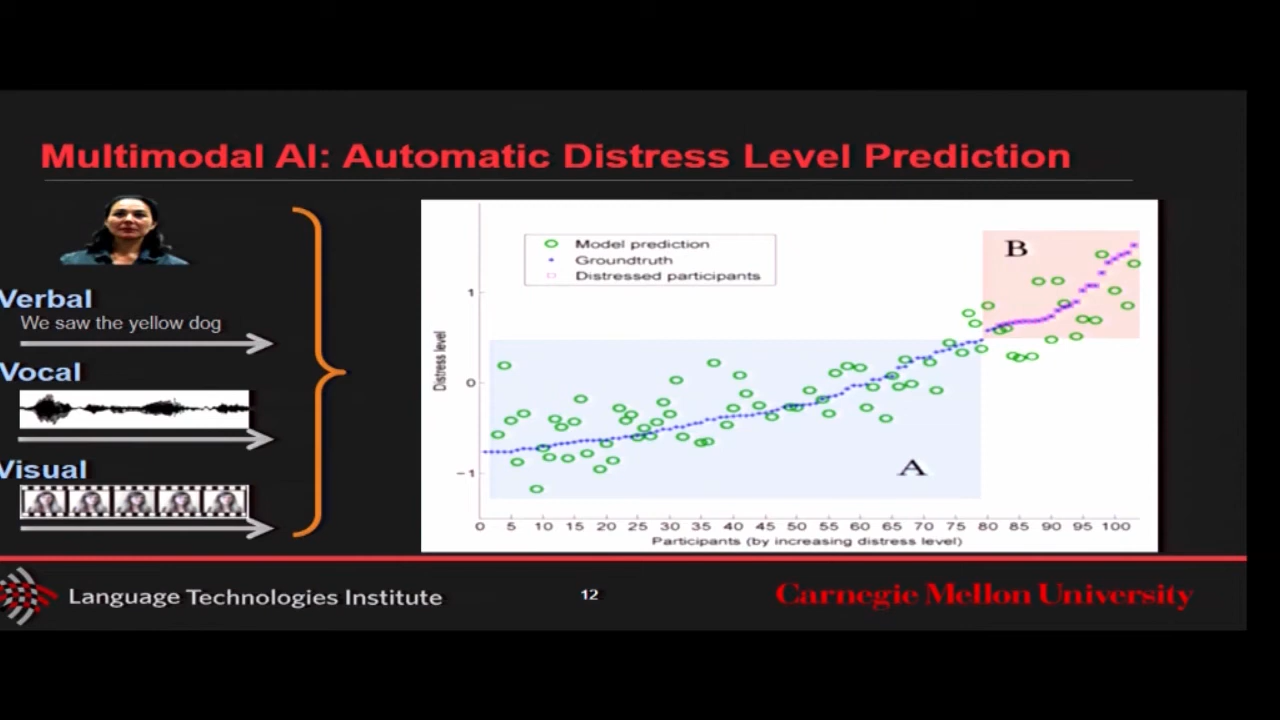 Multimodal AI: Automatic Distress Level Prediction
Verbal
We saw the yellow dog
Vocal
Visual
Model prediction
Groundtruth
Distressed participants
B
A
Distress level
1
0
−1
0 5 10 15 20 25 30 35 40 45 50 55 60 65 70 75 80 85 90 95 100
Participants (by increasing distress level)
Language Technologies Institute
12
Carnegie Mellon University